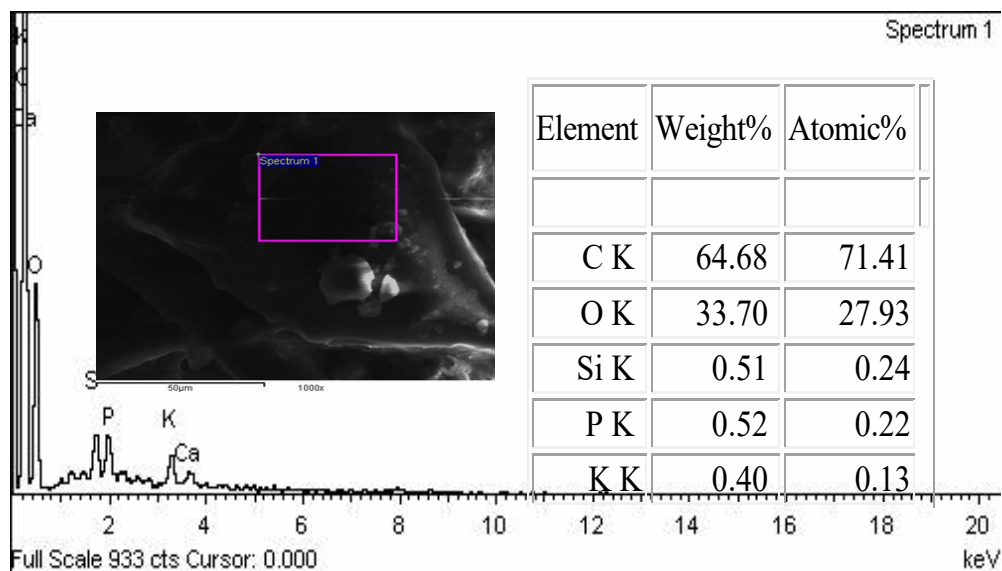 Spectrum 1
Element Weight% Atomic%
C K 64.68 71.41
O K 33.70 27.93
Si K 0.51 0.24
P K 0.52 0.22
K K 0.40 0.13
Spectrum 1
50µm 1000x
O
P
K
Ca
2 4 6 8 10 12 14 16 18 20
Full Scale 933 cts Cursor: 0.000 keV